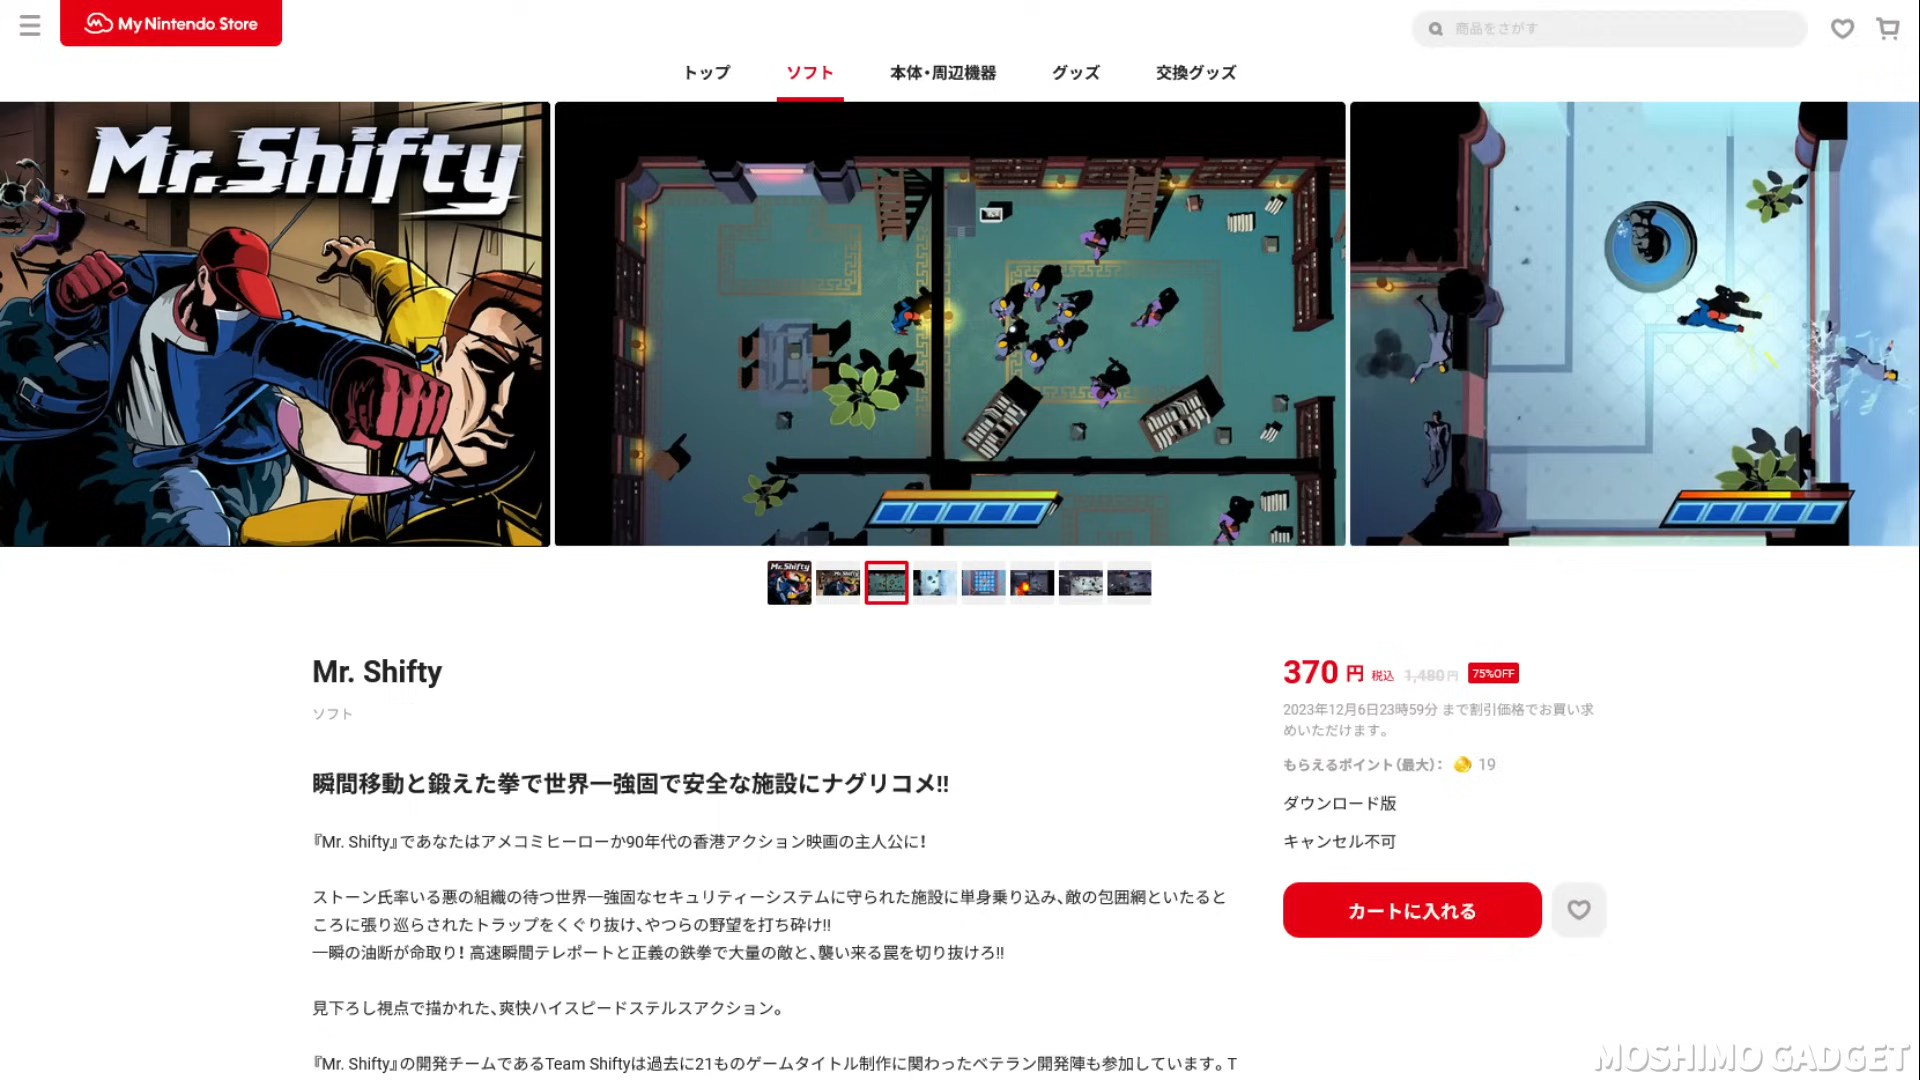 My Nintendo Store
商品をさがす
トップ
ソフト
本体・周辺機器
グッズ
交換グッズ
Mr. Shifty
Mr. Shifty
ソフト
370 円 税込 1,480円 75%OFF
2023年12月6日23時59分 まで割引価格でお買い求
めいただけます。
もらえるポイント（最大）： 19
ダウンロード版
キャンセル不可
カートに入れる
瞬間移動と鍛えた拳で世界一強固で安全な施設にナグリコメ!!
『Mr. Shifty』であなたはアメコミヒーローか90年代の香港アクション映画の主人公に！
ストーン氏率いる悪の組織の待つ世界一強固なセキュリティーシステムに守られた施設に単身乗り込み、敵の包囲網といたると
ころに張り巡らされたトラップをくぐり抜け、やつらの野望を打ち砕け!!
一瞬の油断が命取り！ 高速瞬間テレポートと正義の鉄拳で大量の敵と、襲い来る罠を切り抜けろ!!
見下ろし視点で描かれた、爽快ハイスピードステルスアクション。
『Mr. Shifty』の開発チームであるTeam Shiftyは過去に21ものゲームタイトル制作に関わったベテラン開発陣も参加しています。T
MOSHIMO GADGET